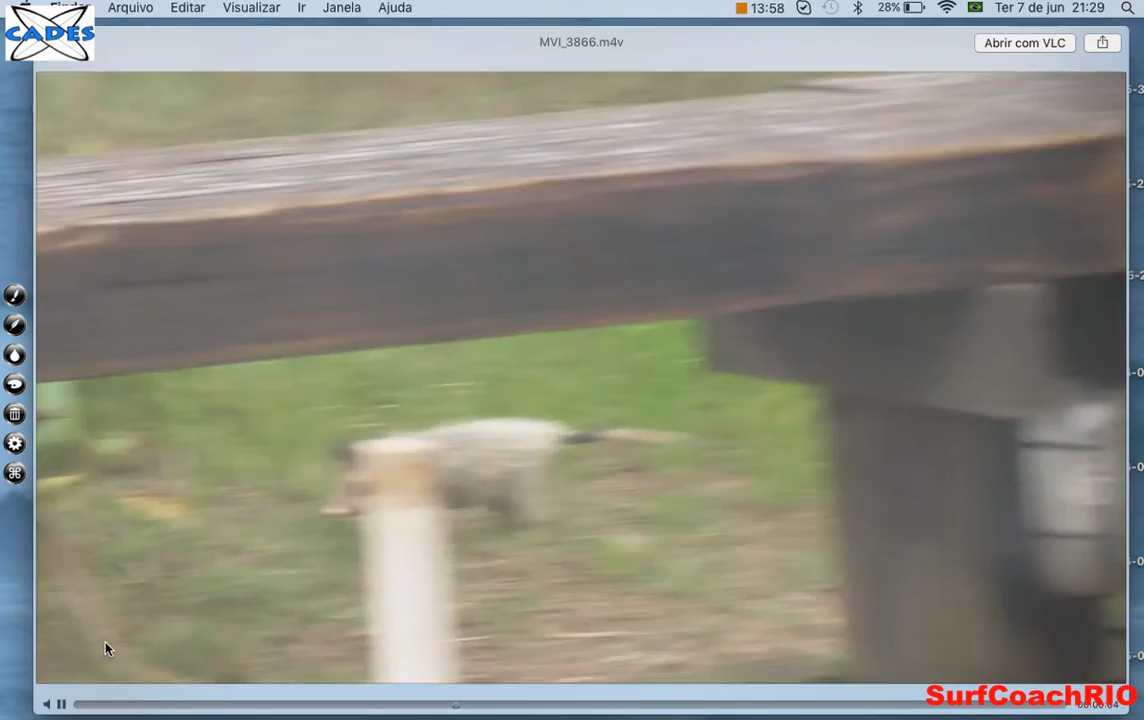 Arquivo Editar Visualizar Ir Janela Ajuda 13:58 28% Ter 7 de jun 21:29
CADES
MVI_3866.m4v
Abrir com VLC
SurfCoachRIO